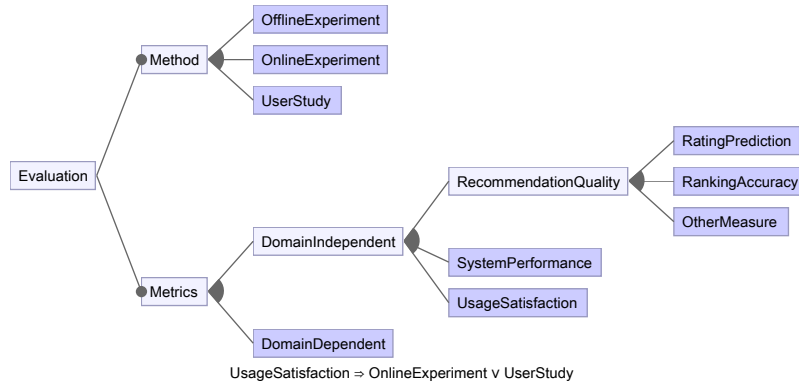 OfflineExperiment
Method
OnlineExperiment
UserStudy
Evaluation
RatingPrediction
RecommendationQuality
RankingAccuracy
OtherMeasure
DomainIndependent
SystemPerformance
Metrics
UsageSatisfaction
DomainDependent
UsageSatisfaction ⇒ OnlineExperiment ∨ UserStudy